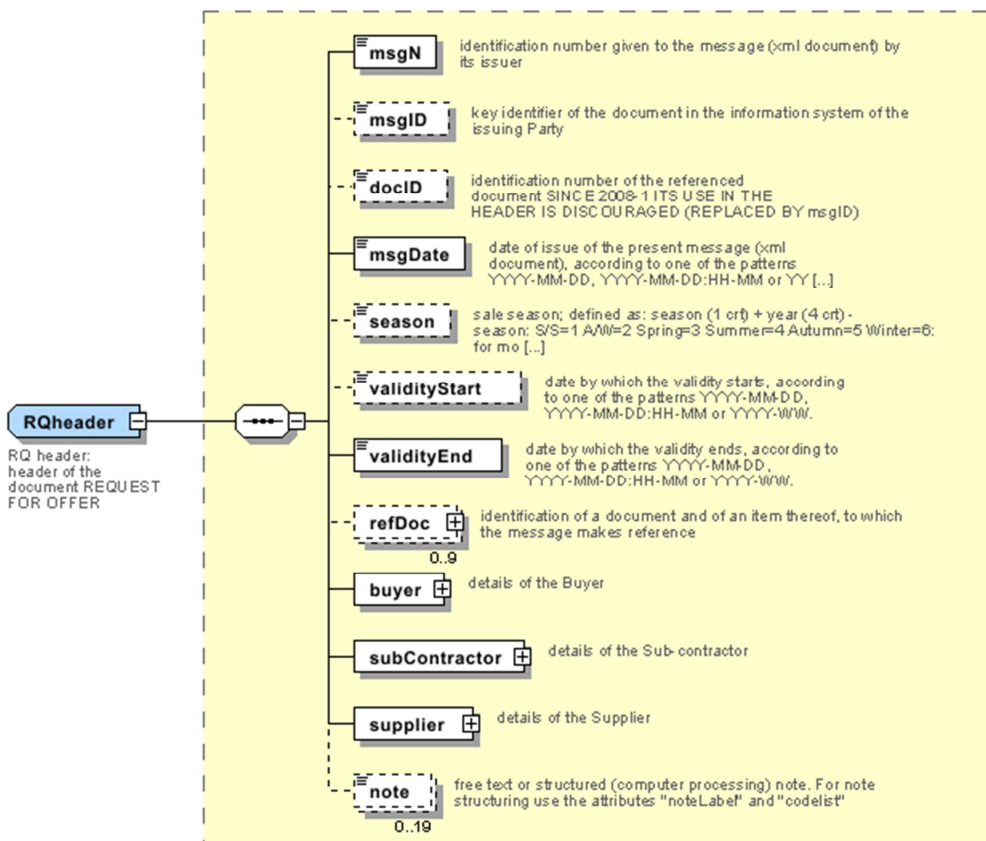 msgN
identification number given to the message (xml document) by
its issuer
msgID
key identifier of the document in the information system of the
issuing Party
docID
identification number of the referenced
document SINCE 2008-1 ITS USE IN THE
HEADER IS DISCOURAGED (REPLACED BY msgID)
msgDate
date of issue of the present message (xml
document), according to one of the patterns
YYYY-MM-DD, YYYY-MM-DD:HH-MM or YY [...]
season
sale season; defined as: season (1 crt) + year (4 crt) -
season: S/S=1 A/W=2 Spring=3 Summer=4 Autumn=5 Winter=6:
for mo [...]
validityStart
date by which the validity starts, according
to one of the patterns YYYY-MM-DD,
YYYY-MM-DD:HH-MM or YYYY-WW.
RQheader
RQ header:
header of the
document REQUEST
FOR OFFER
validityEnd
date by which the validity ends, according to
one of the patterns YYYY-MM-DD,
YYYY-MM-DD:HH-MM or YYYY-WW.
refDoc
identification of a document and of an item thereof, to which
the message makes reference
0..9
buyer
details of the Buyer
subContractor
details of the Sub-contractor
supplier
details of the Supplier
note
free text or structured (computer processing) note. For note
structuring use the attributes "noteLabel" and "codelist"
0..19